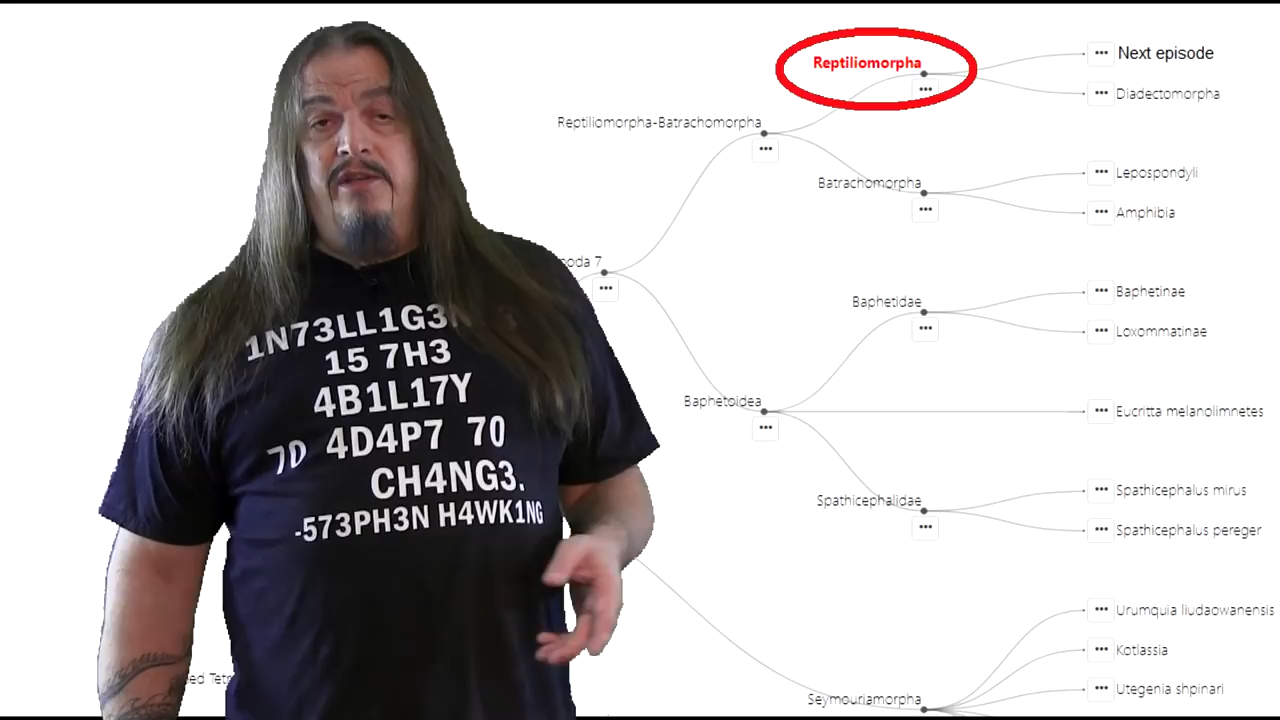 Reptiliomorpha
Next episode
Diadectomorpha
Reptiliomorpha-Batrachomorpha
Batrachomorpha
Lepospondyli
Amphibia
7
Baphetidae
Baphetinae
Loxommatinae
Baphetoidea
Eucritta melanolimnetes
Spathicephalidae
Spathicephalus mirus
Spathicephalus pereger
Urumquia liudaowanensis
Kotlassia
Utegenia shpinari
Seymouriamorpha
15 7H3
4B1L17Y
70 4D4P7 70
CH4NG3.
-573PH3N H4WK1NG